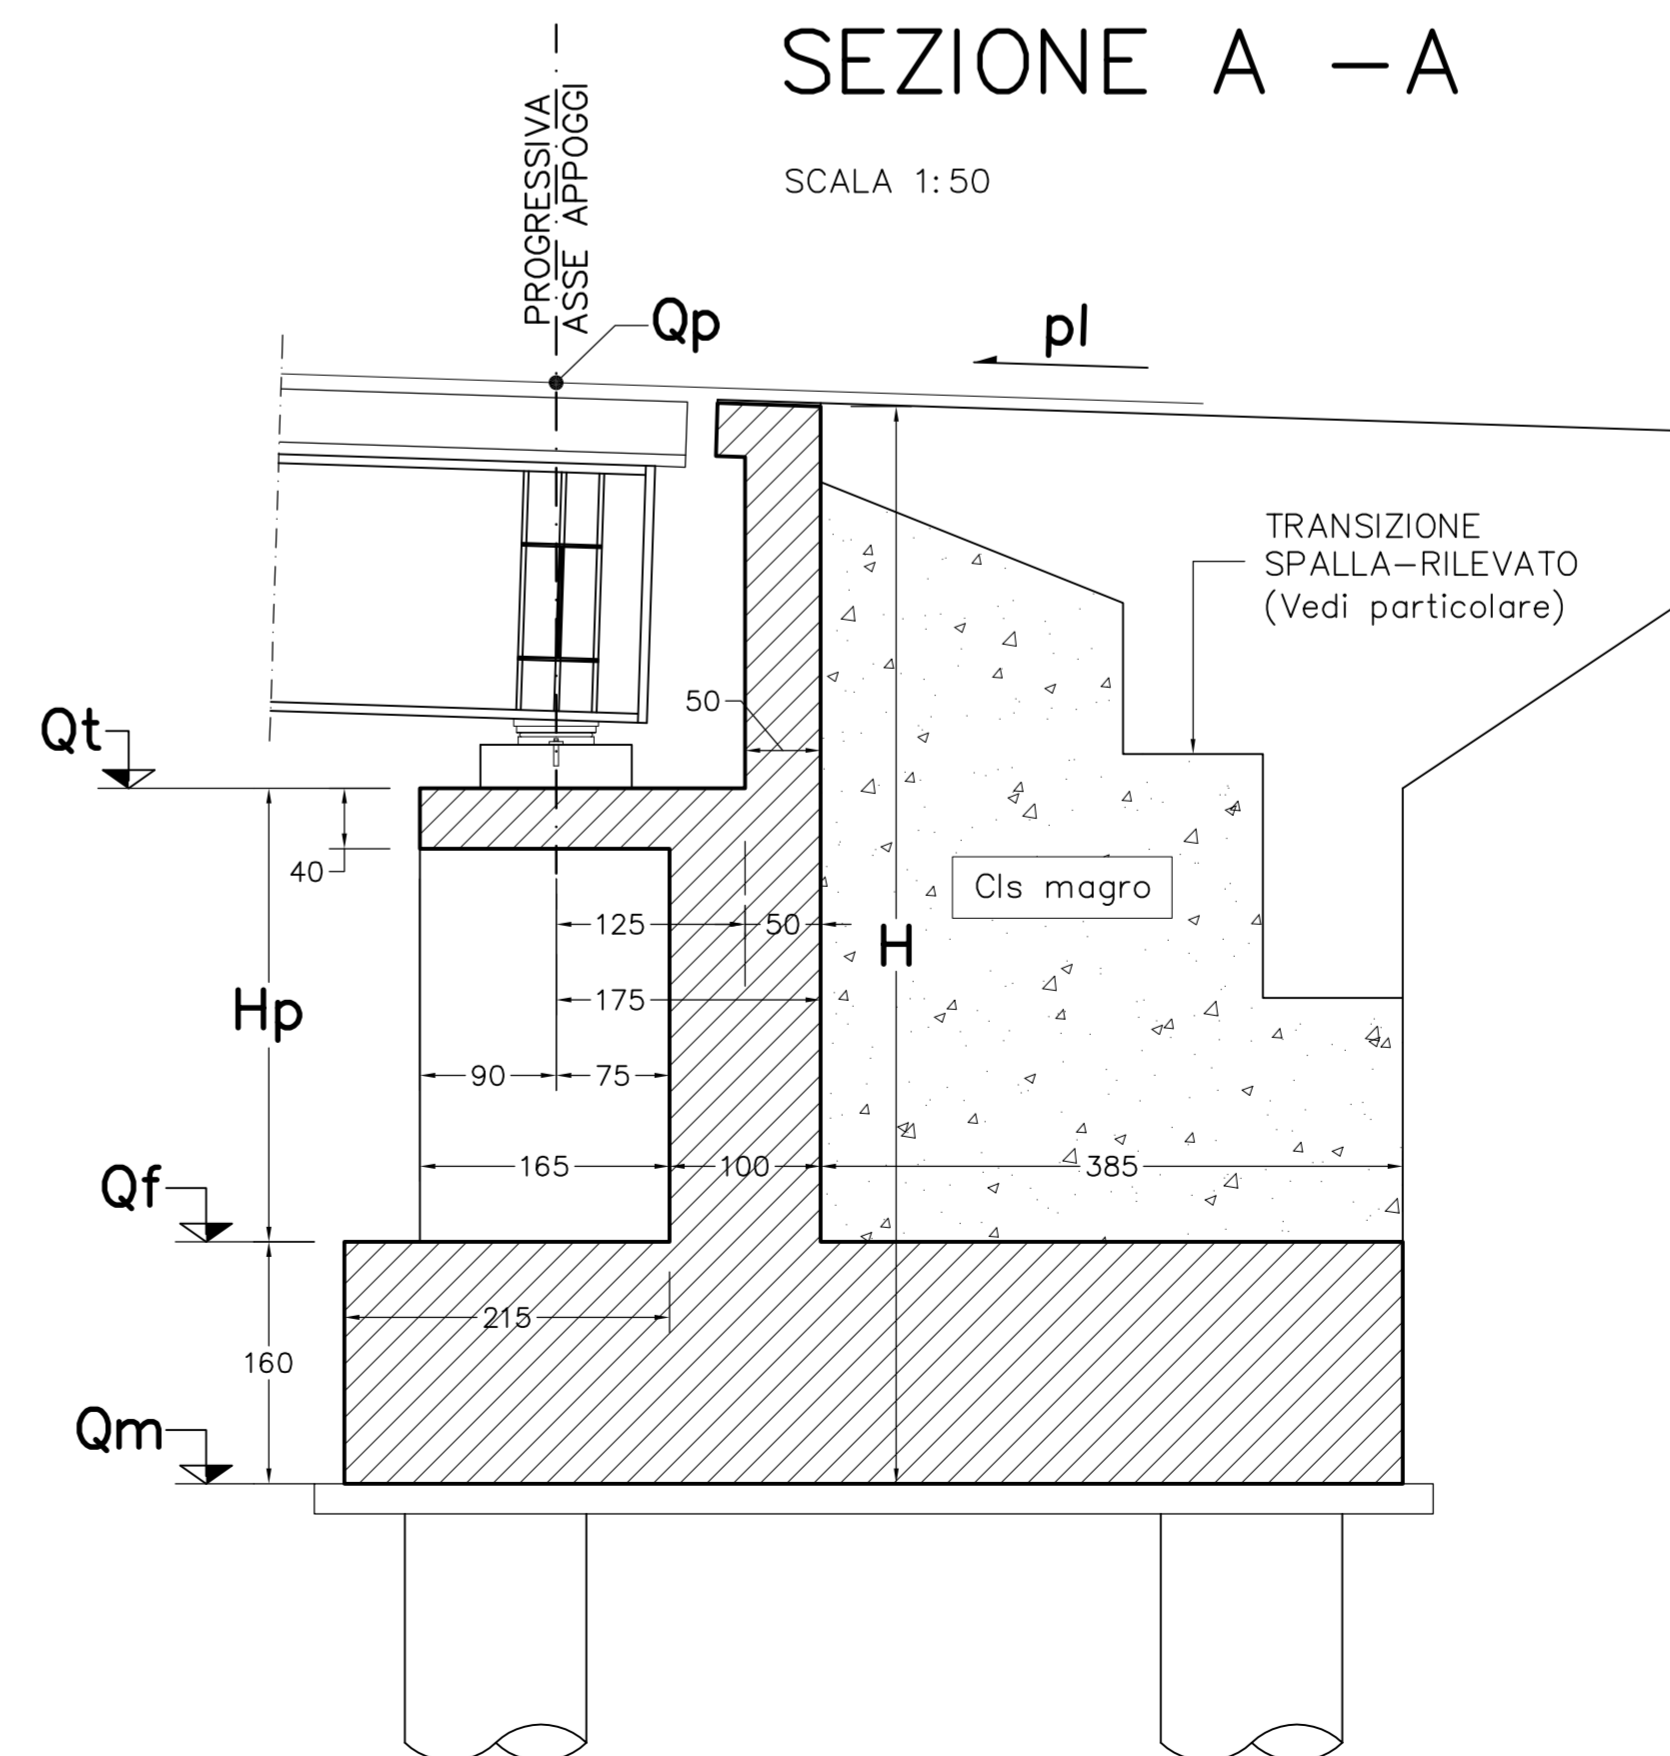 SEZIONE A -A
SCALA 1:50
PROGRESSIVA
ASSE APPOGGI
Qp
pl
TRANSIZIONE
SPALLA-RILEVATO
(Vedi particolare)
50
Qt
40
Cls magro
125
50
H
175
Hp
90
75
165
100
385
Qf
215
160
Qm